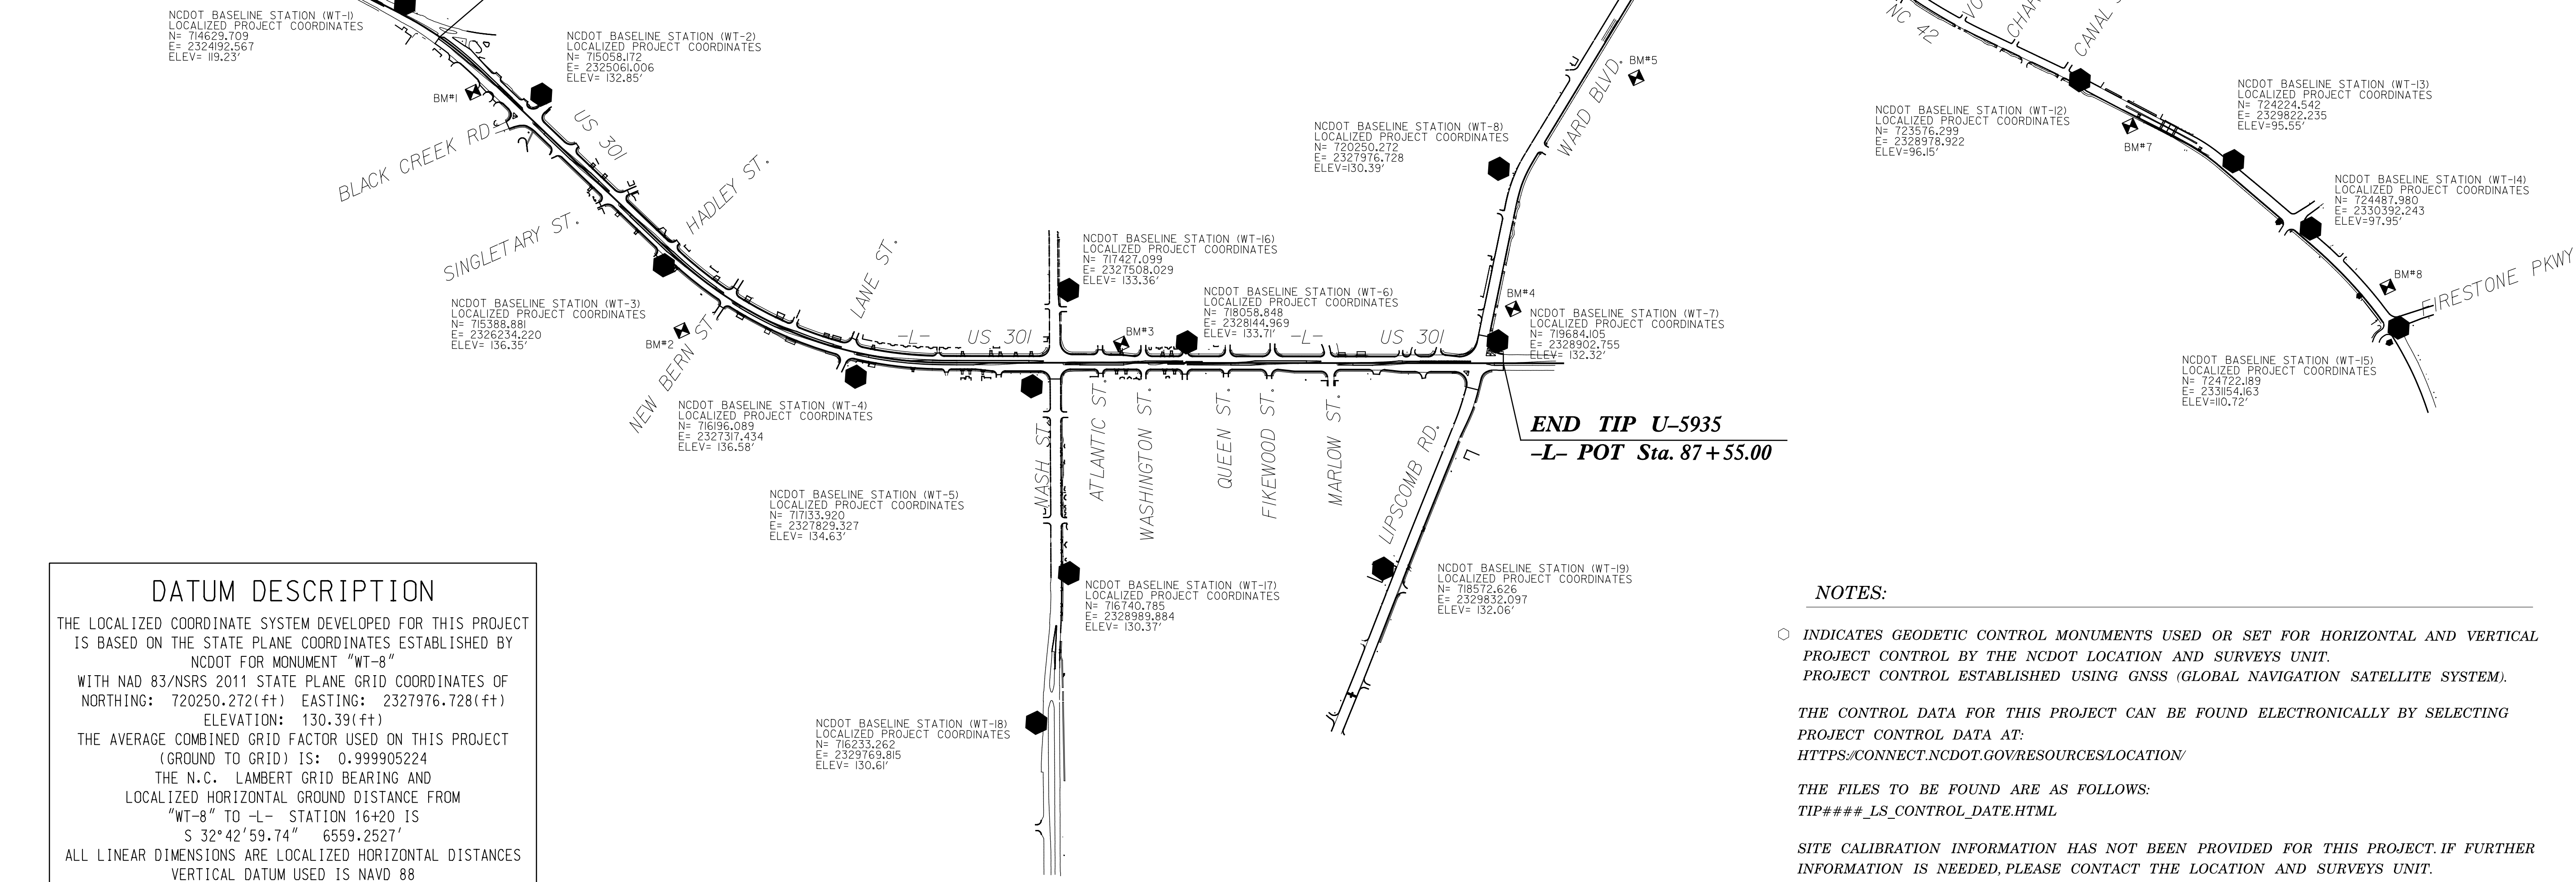 NCDOT BASELINE STATION (WT-1)
LOCALIZED PROJECT COORDINATES
N= 714629.709
E= 2324192.567
ELEV= 119.23'
NCDOT BASELINE STATION (WT-2)
LOCALIZED PROJECT COORDINATES
N= 715058.172
E= 2325061.006
ELEV= 132.85'
BM#1
BLACK CREEK RD
US 301
SINGLETARY ST.
HADLEY ST.
NCDOT BASELINE STATION (WT-3)
LOCALIZED PROJECT COORDINATES
N= 715388.881
E= 2326234.220
ELEV= 136.35'
BM#2
NEW BERN ST
LANE ST.
NCDOT BASELINE STATION (WT-4)
LOCALIZED PROJECT COORDINATES
N= 716196.089
E= 2327317.434
ELEV= 136.58'
-L-
US 301
NCDOT BASELINE STATION (WT-5)
LOCALIZED PROJECT COORDINATES
N= 717133.920
E= 2327829.327
ELEV= 134.63'
NCDOT BASELINE STATION (WT-16)
LOCALIZED PROJECT COORDINATES
N= 717427.099
E= 2327508.029
ELEV= 133.36'
BM#3
NCDOT BASELINE STATION (WT-6)
LOCALIZED PROJECT COORDINATES
N= 718058.848
E= 2328144.969
ELEV= 133.71'
-L-
US 301
NASH ST.
ATLANTIC ST.
WASHINGTON ST.
QUEEN ST.
FIKEWOOD ST.
MARLOW ST.
LIPSCOMB RD.
NCDOT BASELINE STATION (WT-8)
LOCALIZED PROJECT COORDINATES
N= 720250.272
E= 2327976.728
ELEV=130.39'
WARD BLVD.
BM#5
BM#4
NCDOT BASELINE STATION (WT-7)
LOCALIZED PROJECT COORDINATES
N= 719684.105
E= 2328902.755
ELEV= 132.32'
END TIP U-5935
-L- POT Sta. 87+55.00
NCDOT BASELINE STATION (WT-17)
LOCALIZED PROJECT COORDINATES
N= 716740.785
E= 2328989.884
ELEV= 130.37'
NCDOT BASELINE STATION (WT-19)
LOCALIZED PROJECT COORDINATES
N= 718572.626
E= 2329832.097
ELEV= 132.06'
NCDOT BASELINE STATION (WT-18)
LOCALIZED PROJECT COORDINATES
N= 716233.262
E= 2329769.815
ELEV= 130.61'
NC 42
NCDOT BASELINE STATION (WT-12)
LOCALIZED PROJECT COORDINATES
N= 723576.299
E= 2328978.922
ELEV=96.15'
BM#7
NCDOT BASELINE STATION (WT-13)
LOCALIZED PROJECT COORDINATES
N= 724224.542
E= 2329822.235
ELEV=95.55'
NCDOT BASELINE STATION (WT-14)
LOCALIZED PROJECT COORDINATES
N= 724487.980
E= 2330392.243
ELEV=97.95'
BM#8
FIRESTONE PKWY
NCDOT BASELINE STATION (WT-15)
LOCALIZED PROJECT COORDINATES
N= 724722.189
E= 2331154.163
ELEV=110.72'
CANAL
DATUM DESCRIPTION
THE LOCALIZED COORDINATE SYSTEM DEVELOPED FOR THIS PROJECT
IS BASED ON THE STATE PLANE COORDINATES ESTABLISHED BY
NCDOT FOR MONUMENT "WT-8"
WITH NAD 83/NSRS 2011 STATE PLANE GRID COORDINATES OF
NORTHING: 720250.272(ft) EASTING: 2327976.728(ft)
ELEVATION: 130.39(ft)
THE AVERAGE COMBINED GRID FACTOR USED ON THIS PROJECT
(GROUND TO GRID) IS: 0.999905224
THE N.C. LAMBERT GRID BEARING AND
LOCALIZED HORIZONTAL GROUND DISTANCE FROM
"WT-8" TO -L- STATION 16+20 IS
S 32°42'59.74" 6559.2527'
ALL LINEAR DIMENSIONS ARE LOCALIZED HORIZONTAL DISTANCES
VERTICAL DATUM USED IS NAVD 88
NOTES:
INDICATES GEODETIC CONTROL MONUMENTS USED OR SET FOR HORIZONTAL AND VERTICAL
PROJECT CONTROL BY THE NCDOT LOCATION AND SURVEYS UNIT.
PROJECT CONTROL ESTABLISHED USING GNSS (GLOBAL NAVIGATION SATELLITE SYSTEM).
THE CONTROL DATA FOR THIS PROJECT CAN BE FOUND ELECTRONICALLY BY SELECTING
PROJECT CONTROL DATA AT:
HTTPS://CONNECT.NCDOT.GOV/RESOURCES/LOCATION/
THE FILES TO BE FOUND ARE AS FOLLOWS:
TIP####_LS_CONTROL_DATE.HTML
SITE CALIBRATION INFORMATION HAS NOT BEEN PROVIDED FOR THIS PROJECT. IF FURTHER
INFORMATION IS NEEDED, PLEASE CONTACT THE LOCATION AND SURVEYS UNIT.